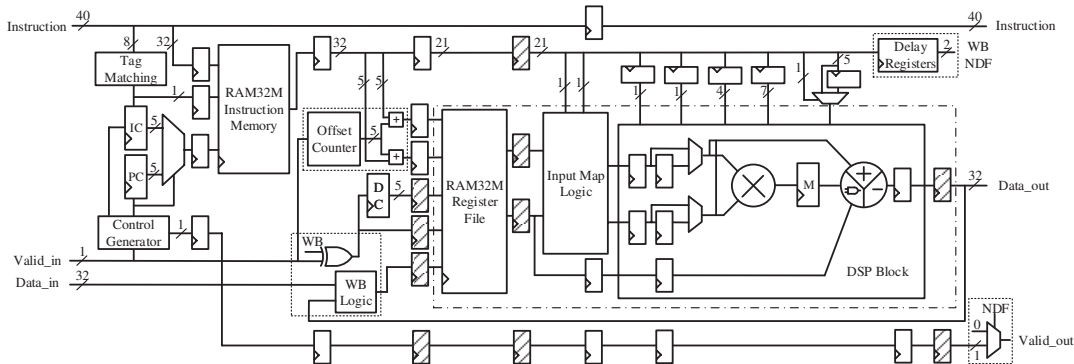 Instruction 40 40 Instruction
8 32 32 21 21 5 Delay Registers 2 WB NDF
Tag Matching
RAM32M Instruction Memory
1 5 5 1 1 1 1 1 4 7
IC 5
PC 5
Offset Counter 5 + +
RAM32M Register File
Input Map Logic
M + −
DSP Block
D C 5
Control Generator 1
WB
WB Logic
32 Data_out
Valid_in 1
Data_in 32
NDF
0
1
Valid_out